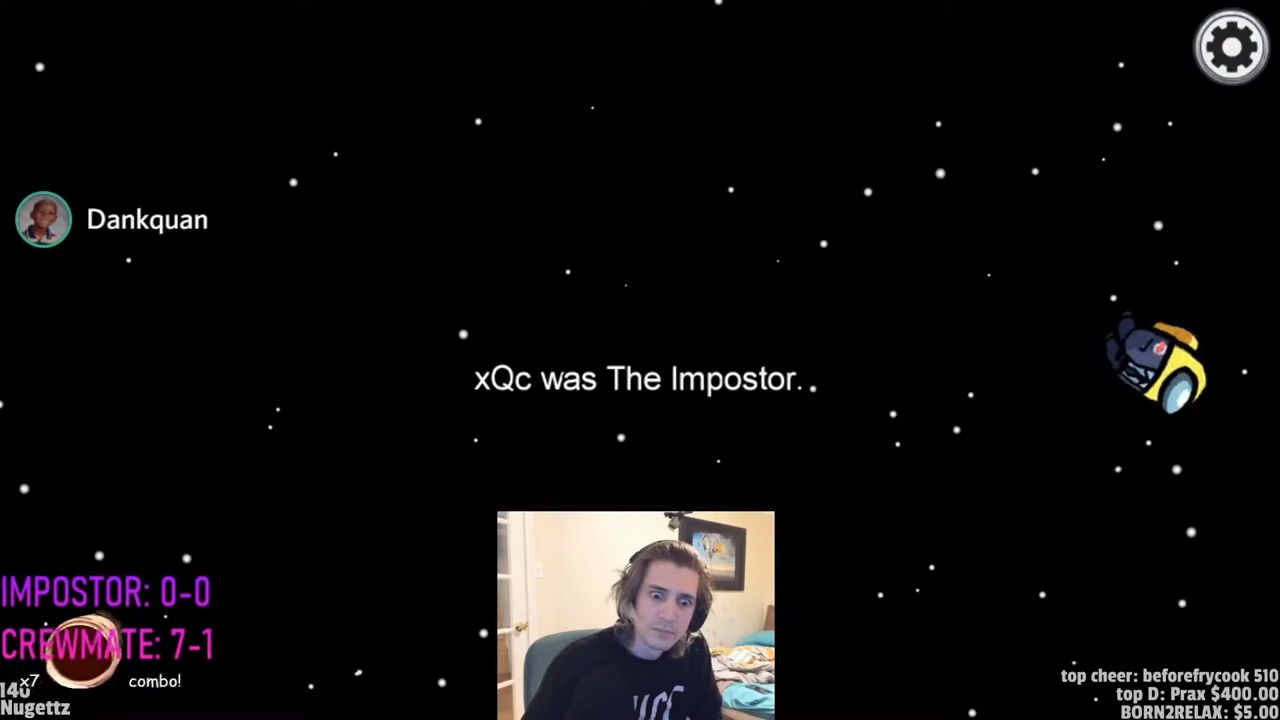 Dankquan
xQc was The Impostor.
IMPOSTOR: 0-0
CREWMATE: 7-1
x7 combo!
140
Nugettz
top cheer: beforefrycook 510
top D: Prax $400.00
BORN2RELAX: $5.00